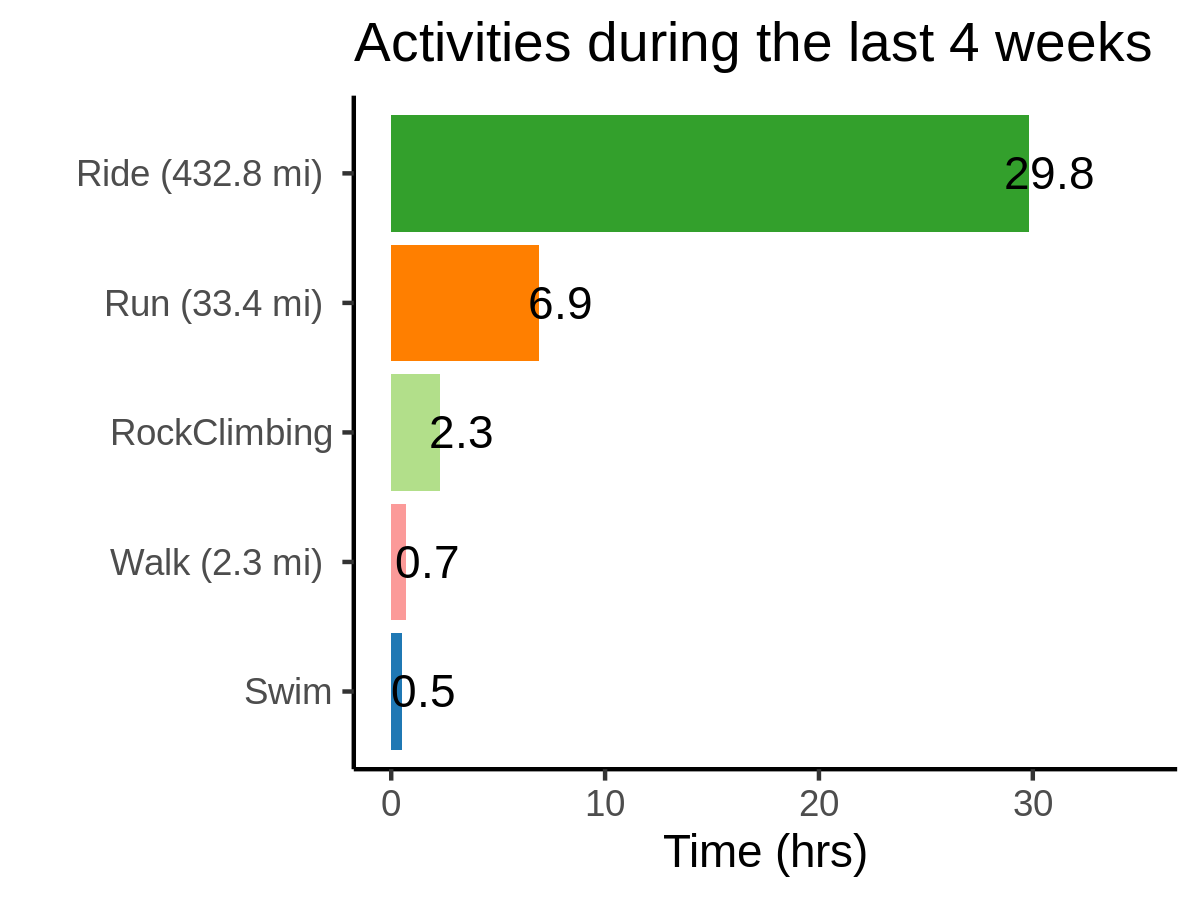 Activities during the last 4 weeks
Ride (432.8 mi)
29.8
Run (33.4 mi)
6.9
RockClimbing
2.3
Walk (2.3 mi)
0.7
Swim
0.5
0 10 20 30
Time (hrs)